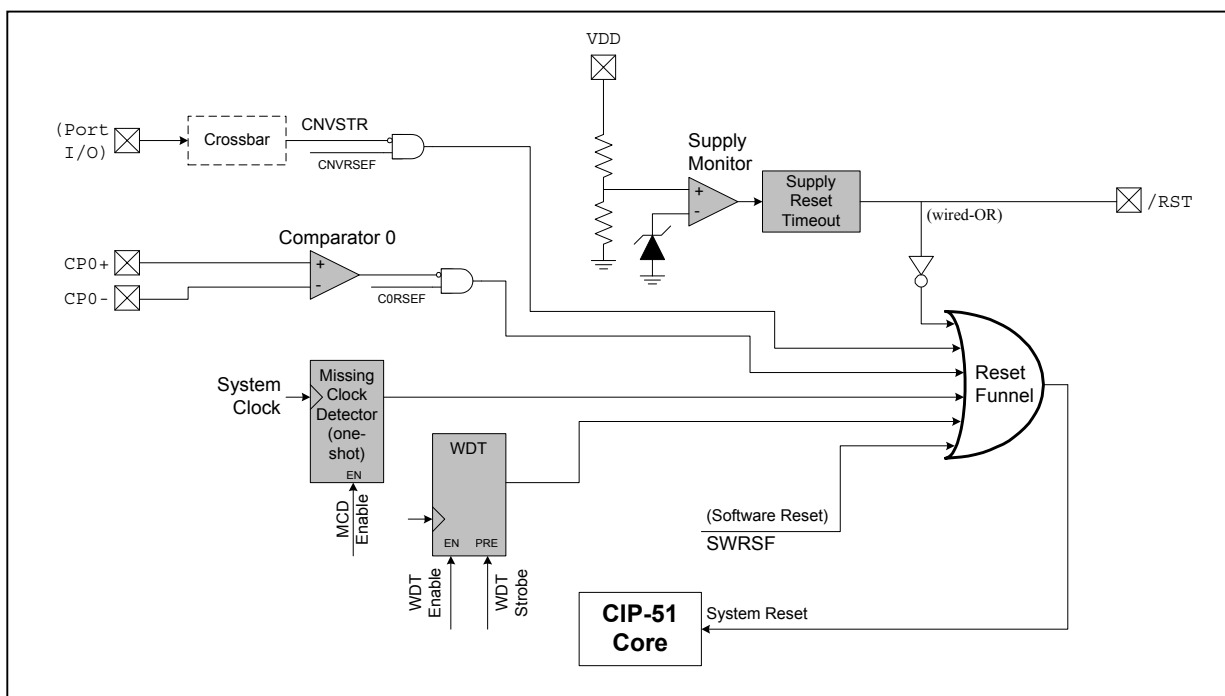 VDD
(Port
I/O)
Crossbar
CNVSTR
CNVRSEF
Supply
Monitor
+
-
Supply
Reset
Timeout
(wired-OR)
/RST
CP0+
CP0-
Comparator 0
+
-
C0RSEF
System
Clock
Missing
Clock
Detector
(one-
shot)
EN
MCD
Enable
WDT
EN
PRE
WDT
Enable
WDT
Strobe
Reset
Funnel
(Software Reset)
SWRSF
CIP-51
Core
System Reset